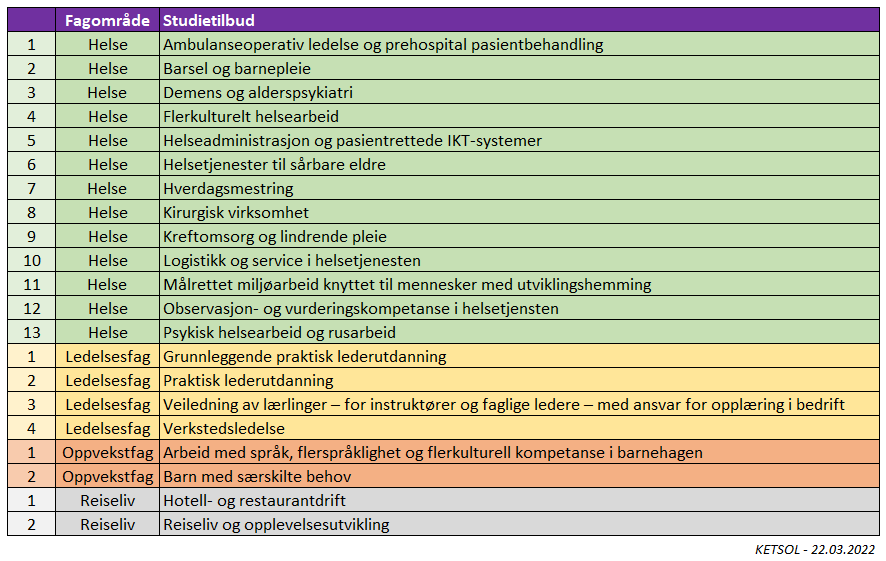 Fagområde Studietilbud
1 Helse Ambulanseoperativ ledelse og prehospital pasientbehandling
2 Helse Barsel og barnepleie
3 Helse Demens og alderspsykiatri
4 Helse Flerkulturelt helsearbeid
5 Helse Helseadministrasjon og pasientrettede IKT-systemer
6 Helse Helsetjenester til sårbare eldre
7 Helse Hverdagsmestring
8 Helse Kirurgisk virksomhet
9 Helse Kreftomsorg og lindrende pleie
10 Helse Logistikk og service i helsetjenesten
11 Helse Målrettet miljøarbeid knyttet til mennesker med utviklingshemming
12 Helse Observasjon- og vurderingskompetanse i helsetjensten
13 Helse Psykisk helsearbeid og rusarbeid
1 Ledelsesfag Grunnleggende praktisk lederutdanning
2 Ledelsesfag Praktisk lederutdanning
3 Ledelsesfag Veiledning av lærlinger – for instruktører og faglige ledere – med ansvar for opplæring i bedrift
4 Ledelsesfag Verkstedsledelse
1 Oppvekstfag Arbeid med språk, flerspråklighet og flerkulturell kompetanse i barnehagen
2 Oppvekstfag Barn med særskilte behov
1 Reiseliv Hotell- og restaurantdrift
2 Reiseliv Reiseliv og opplevelsesutvikling
KETSOL - 22.03.2022